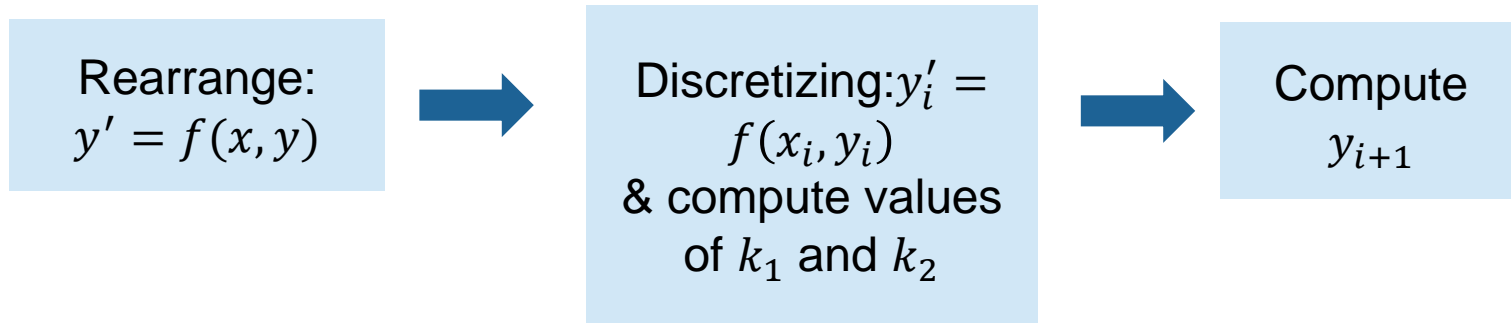 Rearrange:
y′ = f(x, y)
Discretizing:y′ᵢ =
f(xᵢ, yᵢ)
& compute values
of k₁ and k₂
Compute
yᵢ₊₁